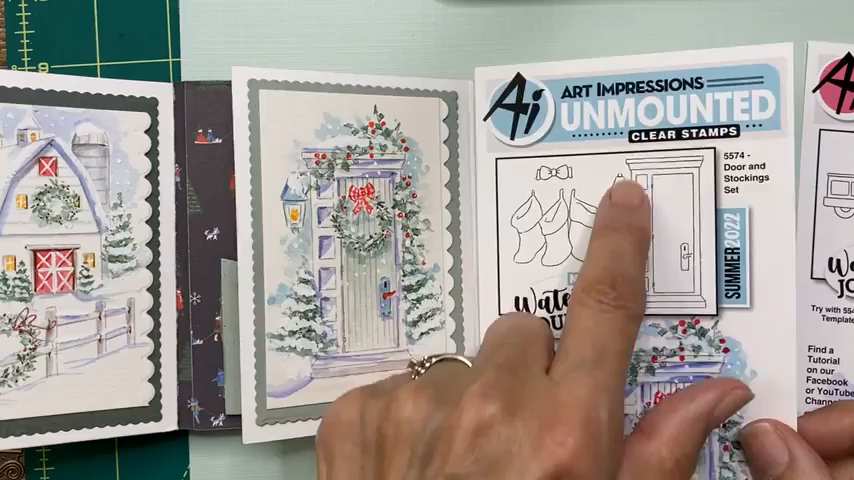 Ai
ART IMPRESSIONS
UNMOUNTED
CLEAR STAMPS
5574 -
Door and
Stockings
Set
SUMMER 2022
Ai
Try with 554
Template
Find a
Tutorial
on our
Facebook
or YouTube